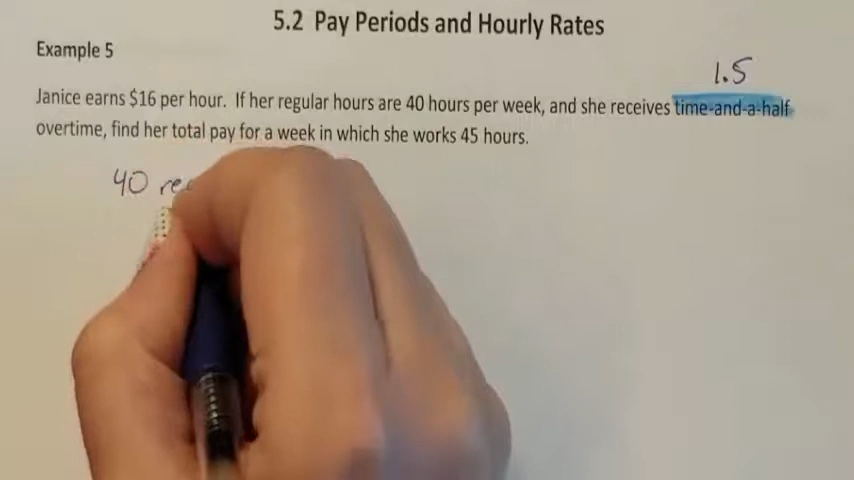 5.2 Pay Periods and Hourly Rates
Example 5
1.5
Janice earns $16 per hour. If her regular hours are 40 hours per week, and she receives time-and-a-half
overtime, find her total pay for a week in which she works 45 hours.
40 re